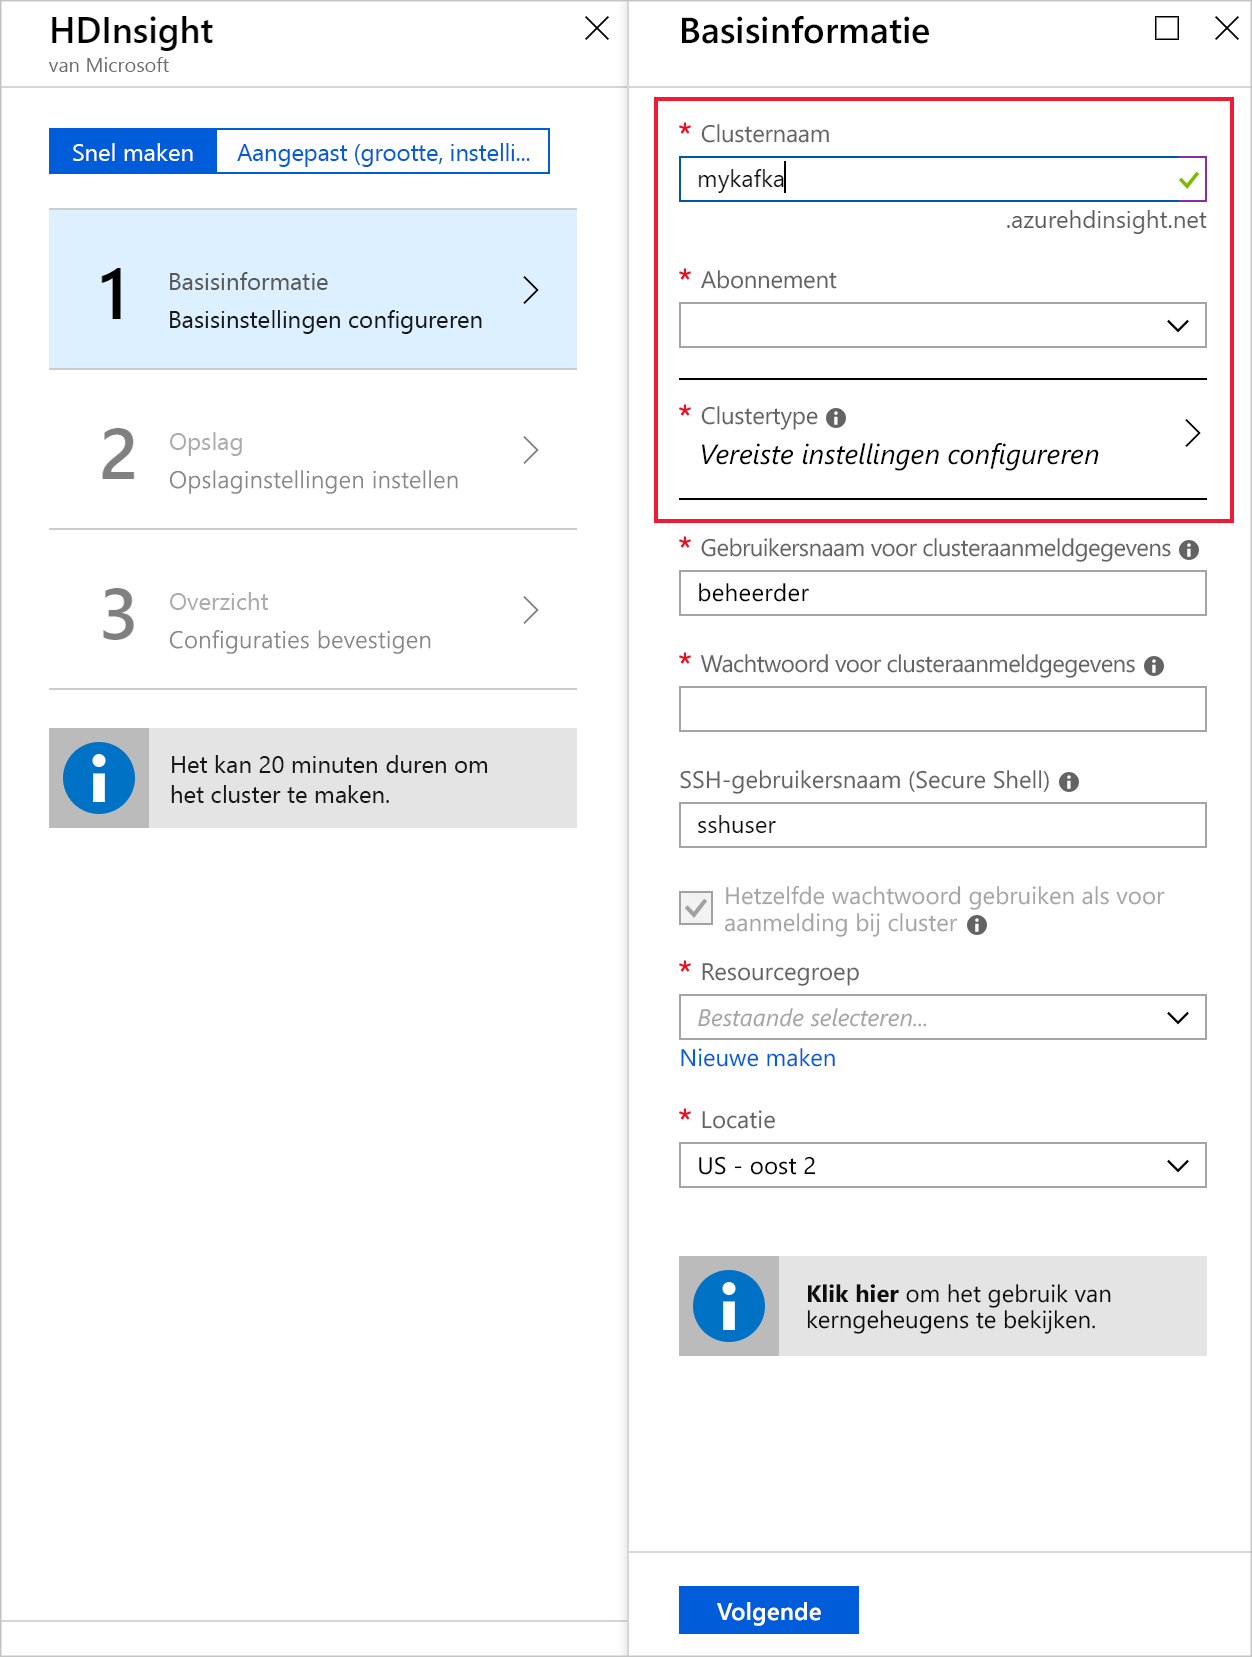 HDInsight
van Microsoft
Snel maken
Aangepast (grootte, instelli...
1
Basisinformatie
Basisinstellingen configureren
2
Opslag
Opslaginstellingen instellen
3
Overzicht
Configuraties bevestigen
Het kan 20 minuten duren om
het cluster te maken.
Basisinformatie
* Clusternaam
mykafka
.azurehdinsight.net
* Abonnement
* Clustertype
Vereiste instellingen configureren
* Gebruikersnaam voor clusteraanmeldgegevens
beheerder
* Wachtwoord voor clusteraanmeldgegevens
SSH-gebruikersnaam (Secure Shell)
sshuser
Hetzelfde wachtwoord gebruiken als voor
aanmelding bij cluster
* Resourcegroep
Bestaande selecteren...
Nieuwe maken
* Locatie
US - oost 2
Klik hier om het gebruik van
kerngeheugens te bekijken.
Volgende